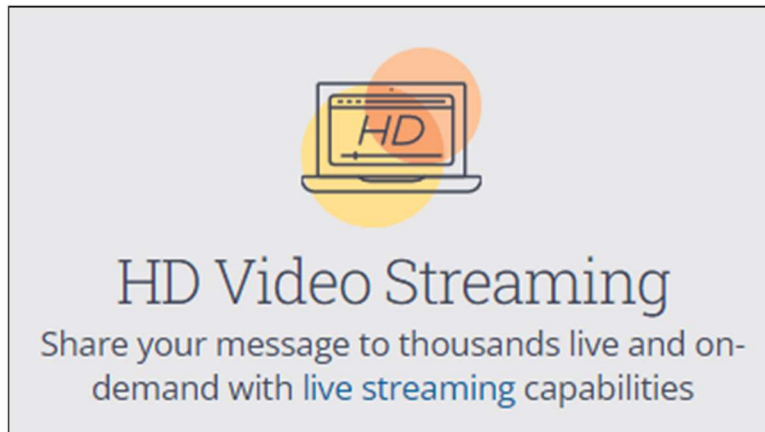 HD
HD Video Streaming
Share your message to thousands live and on-
demand with live streaming capabilities